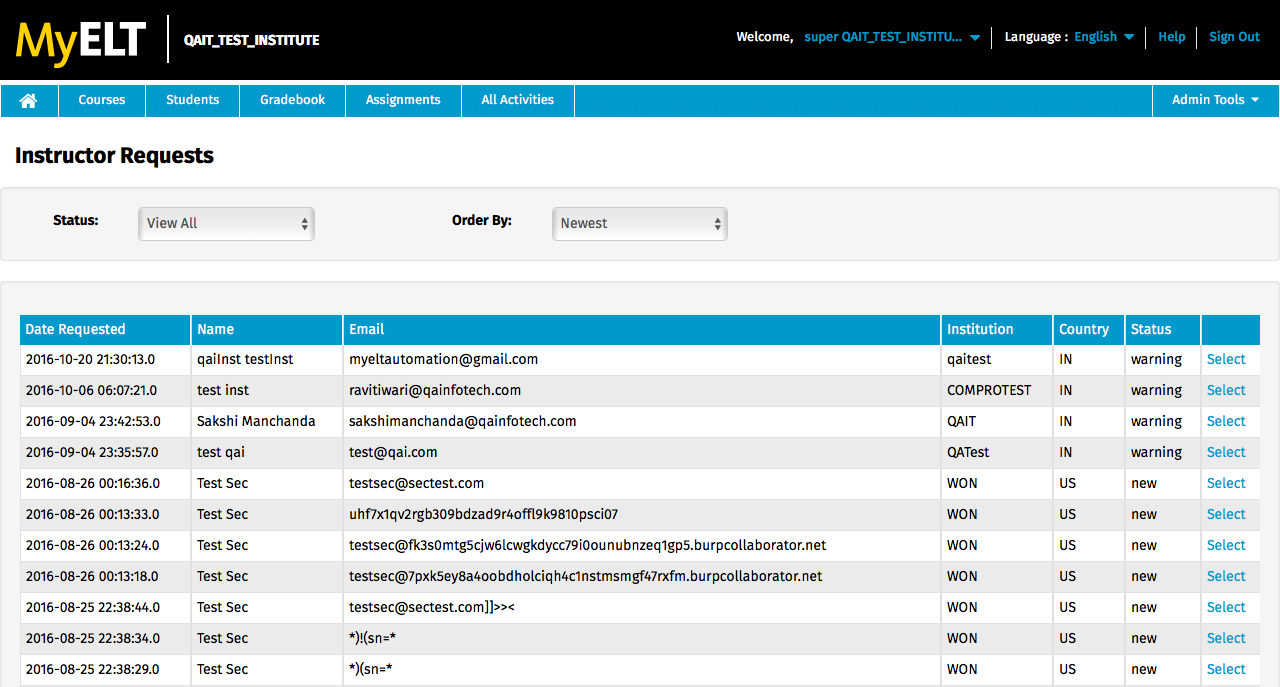 MyELT QAIT_TEST_INSTITUTE Welcome, super QAIT_TEST_INSTITU... Language : English Help Sign Out
Courses Students Gradebook Assignments All Activities Admin Tools
Instructor Requests
Status: View All Order By: Newest
Date Requested Name Email Institution Country Status
2016-10-20 21:30:13.0 qaiInst testInst myeltautomation@gmail.com qaitest IN warning Select
2016-10-06 06:07:21.0 test inst ravitiwari@qainfotech.com COMPROTEST IN warning Select
2016-09-04 23:42:53.0 Sakshi Manchanda sakshimanchanda@qainfotech.com QAIT IN warning Select
2016-09-04 23:35:57.0 test qai test@qai.com QATest IN warning Select
2016-08-26 00:16:36.0 Test Sec testsec@sectest.com WON US new Select
2016-08-26 00:13:33.0 Test Sec uhf7x1qv2rgb309bdzad9r4offl9k9810psci07 WON US new Select
2016-08-26 00:13:24.0 Test Sec testsec@fk3s0mtg5cjw6lcwgkdycc79i0ounubnzeq1gp5.burpcollaborator.net WON US new Select
2016-08-26 00:13:18.0 Test Sec testsec@7pxk5ey8a4oobdholciqh4c1nstmsmgf47rxfm.burpcollaborator.net WON US new Select
2016-08-25 22:38:44.0 Test Sec testsec@sectest.com]]>>< WON US new Select
2016-08-25 22:38:34.0 Test Sec *)!(sn=* WON US new Select
2016-08-25 22:38:29.0 Test Sec *)(sn=* WON US new Select